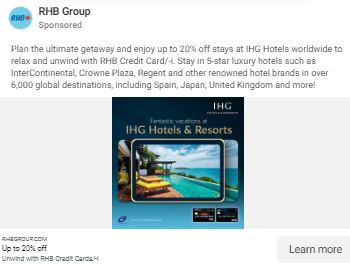 RHB
RHB Group
Sponsored
Plan the ultimate getaway and enjoy up to 20% off stays at IHG Hotels worldwide to
relax and unwind with RHB Credit Card/-i. Stay in 5-star luxury hotels such as
InterContinental, Crowne Plaza, Regent and other renowned hotel brands in over
6,000 global destinations, including Spain, Japan, United Kingdom and more!
IHG
HOTELS & RESORTS
Fantastic vacations at
IHG Hotels & Resorts
RHBGROUP.COM
Up to 20% off
Unwind with RHB Credit Cards/-i
Learn more